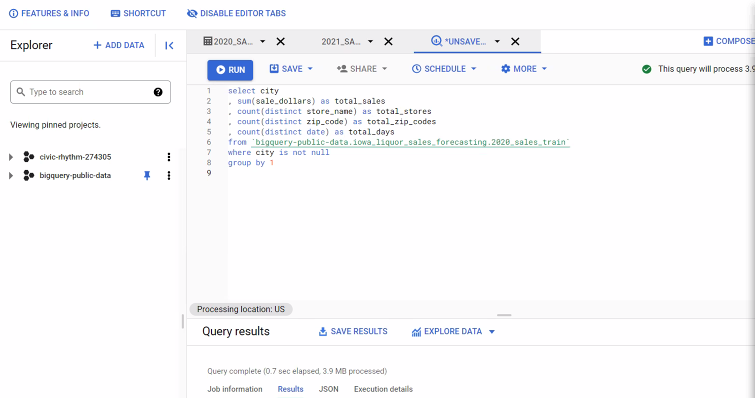 FEATURES & INFO SHORTCUT DISABLE EDITOR TABS
Explorer + ADD DATA
2020_SA... 2021_SA... *UNSAVE... COMPOSE
RUN SAVE SHARE SCHEDULE MORE This query will process 3.9
Type to search
Viewing pinned projects.
civic-rhythm-274305
bigquery-public-data
1 select city
2 , sum(sale_dollars) as total_sales
3 , count(distinct store_name) as total_stores
4 , count(distinct zip_code) as total_zip_codes
5 , count(distinct date) as total_days
6 from `bigquery-public-data.iowa_liquor_sales_forecasting.2020_sales_train`
7 where city is not null
8 group by 1
9
Processing location: US
Query results SAVE RESULTS EXPLORE DATA
Query complete (0.7 sec elapsed, 3.9 MB processed)
Job information Results JSON Execution details